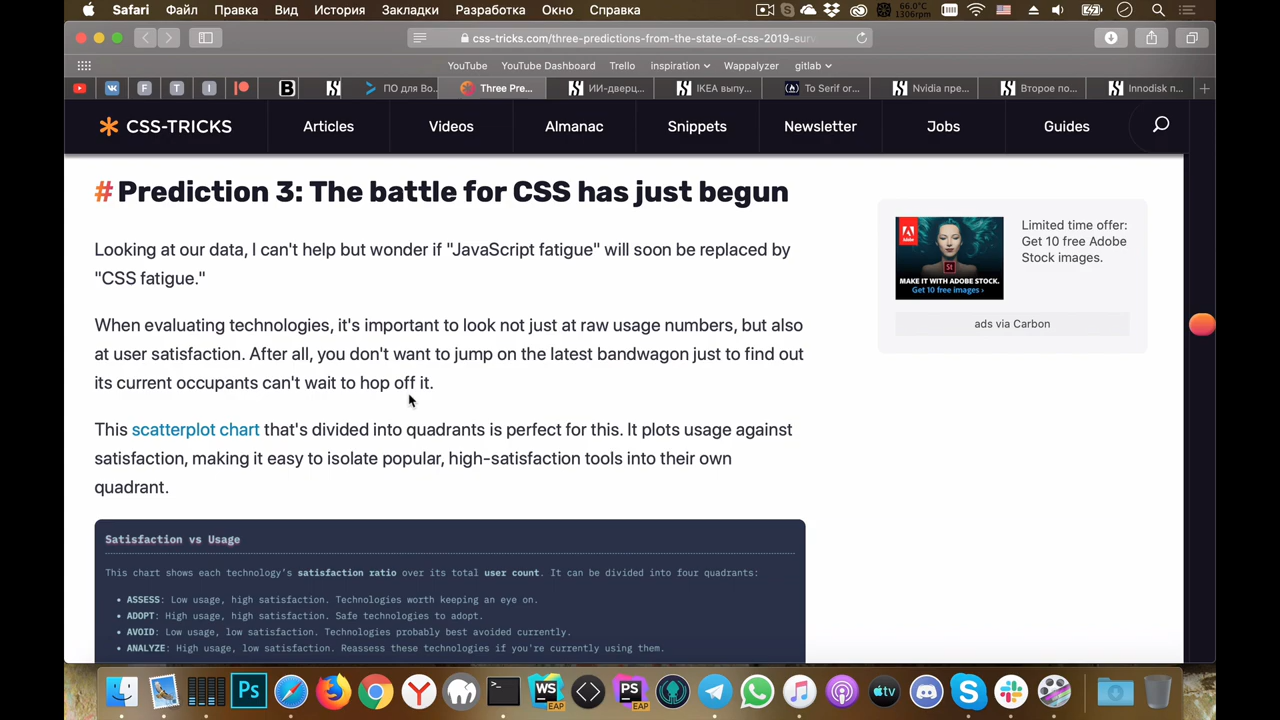 Safari Файл Правка Вид История Закладки Разработка Окно Справка
66.0°C
1306rpm
css-tricks.com/three-predictions-from-the-state-of-css-2019-sur
YouTube YouTube Dashboard Trello inspiration Wappalyzer gitlab
F T I B ПО для Во... Three Pre... ИИ-дверц... IKEA выпу... To Serif or... Nvidia пре... Второе по... Innodisk п...
CSS-TRICKS Articles Videos Almanac Snippets Newsletter Jobs Guides
# Prediction 3: The battle for CSS has just begun
Looking at our data, I can't help but wonder if "JavaScript fatigue" will soon be replaced by
"CSS fatigue."
When evaluating technologies, it's important to look not just at raw usage numbers, but also
at user satisfaction. After all, you don't want to jump on the latest bandwagon just to find out
its current occupants can't wait to hop off it.
This scatterplot chart that's divided into quadrants is perfect for this. It plots usage against
satisfaction, making it easy to isolate popular, high-satisfaction tools into their own
quadrant.
Satisfaction vs Usage
This chart shows each technology's satisfaction ratio over its total user count. It can be divided into four quadrants:
• ASSESS: Low usage, high satisfaction. Technologies worth keeping an eye on.
• ADOPT: High usage, high satisfaction. Safe technologies to adopt.
• AVOID: Low usage, low satisfaction. Technologies probably best avoided currently.
• ANALYZE: High usage, low satisfaction. Reassess these technologies if you're currently using them.
Adobe
St
MAKE IT WITH ADOBE STOCK.
Get 10 free images ›
Limited time offer:
Get 10 free Adobe
Stock images.
ads via Carbon
Ps WS EAP PS EAP tv